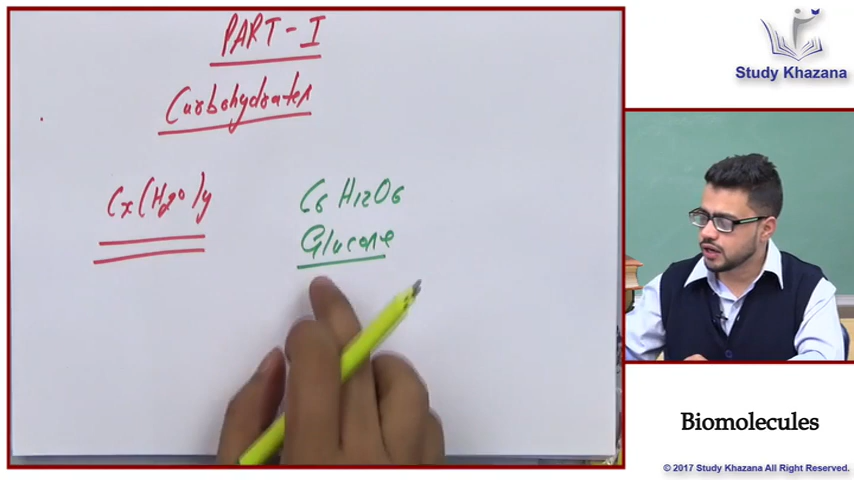 PART-I
Carbohydrates
Cx(H2O)y
C6H12O6
Glucose
Study Khazana
Biomolecules
© 2017 Study Khazana All Right Reserved.